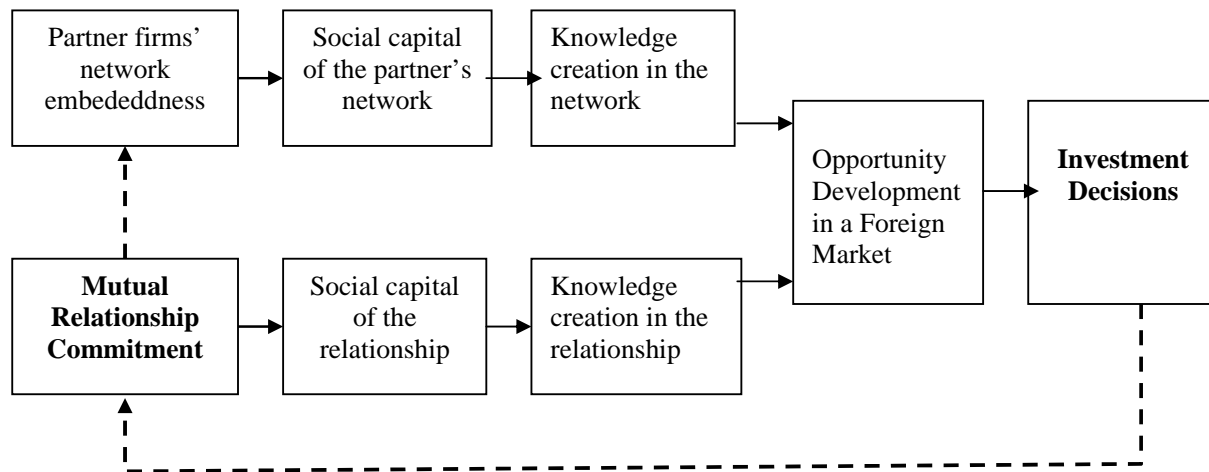 Partner firms’
network
embededdness
Social capital
of the partner’s
network
Knowledge
creation in the
network
Opportunity
Development
in a Foreign
Market
Investment
Decisions
Mutual
Relationship
Commitment
Social capital
of the
relationship
Knowledge
creation in the
relationship